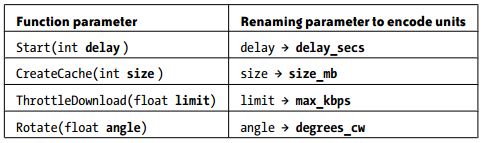 Function parameter Renaming parameter to encode units
Start(int delay ) delay → delay_secs
CreateCache(int size ) size → size_mb
ThrottleDownload(float limit) limit → max_kbps
Rotate(float angle) angle → degrees_cw